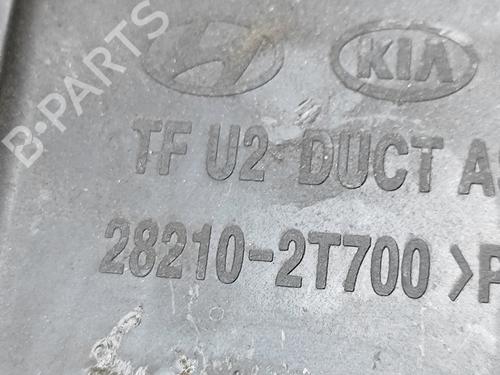 KIA
TF U2 DUCT AS
28210-2T700 >P
B-PARTS